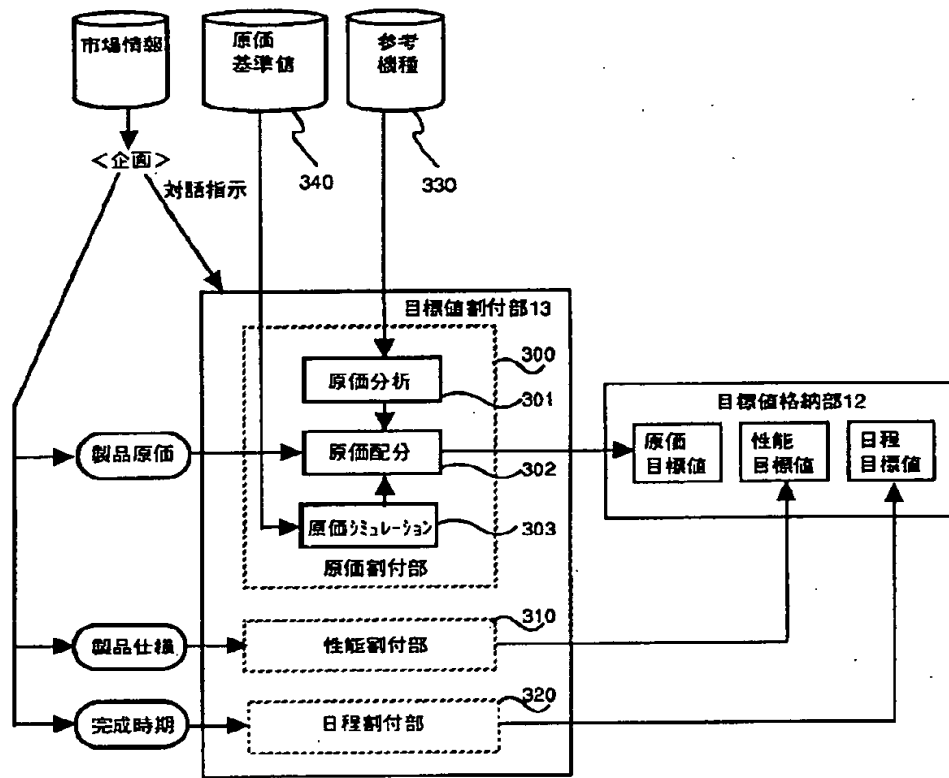 市場情報
原価
基準値
参考
機種
340
330
<企画>
対話指示
目標値割付部13
300
原価分析
301
目標値格納部12
製品原価
原価配分
302
原価
目標値
性能
目標値
日程
目標値
原価シミュレーション
303
原価割付部
310
製品仕様
性能割付部
320
完成時期
日程割付部